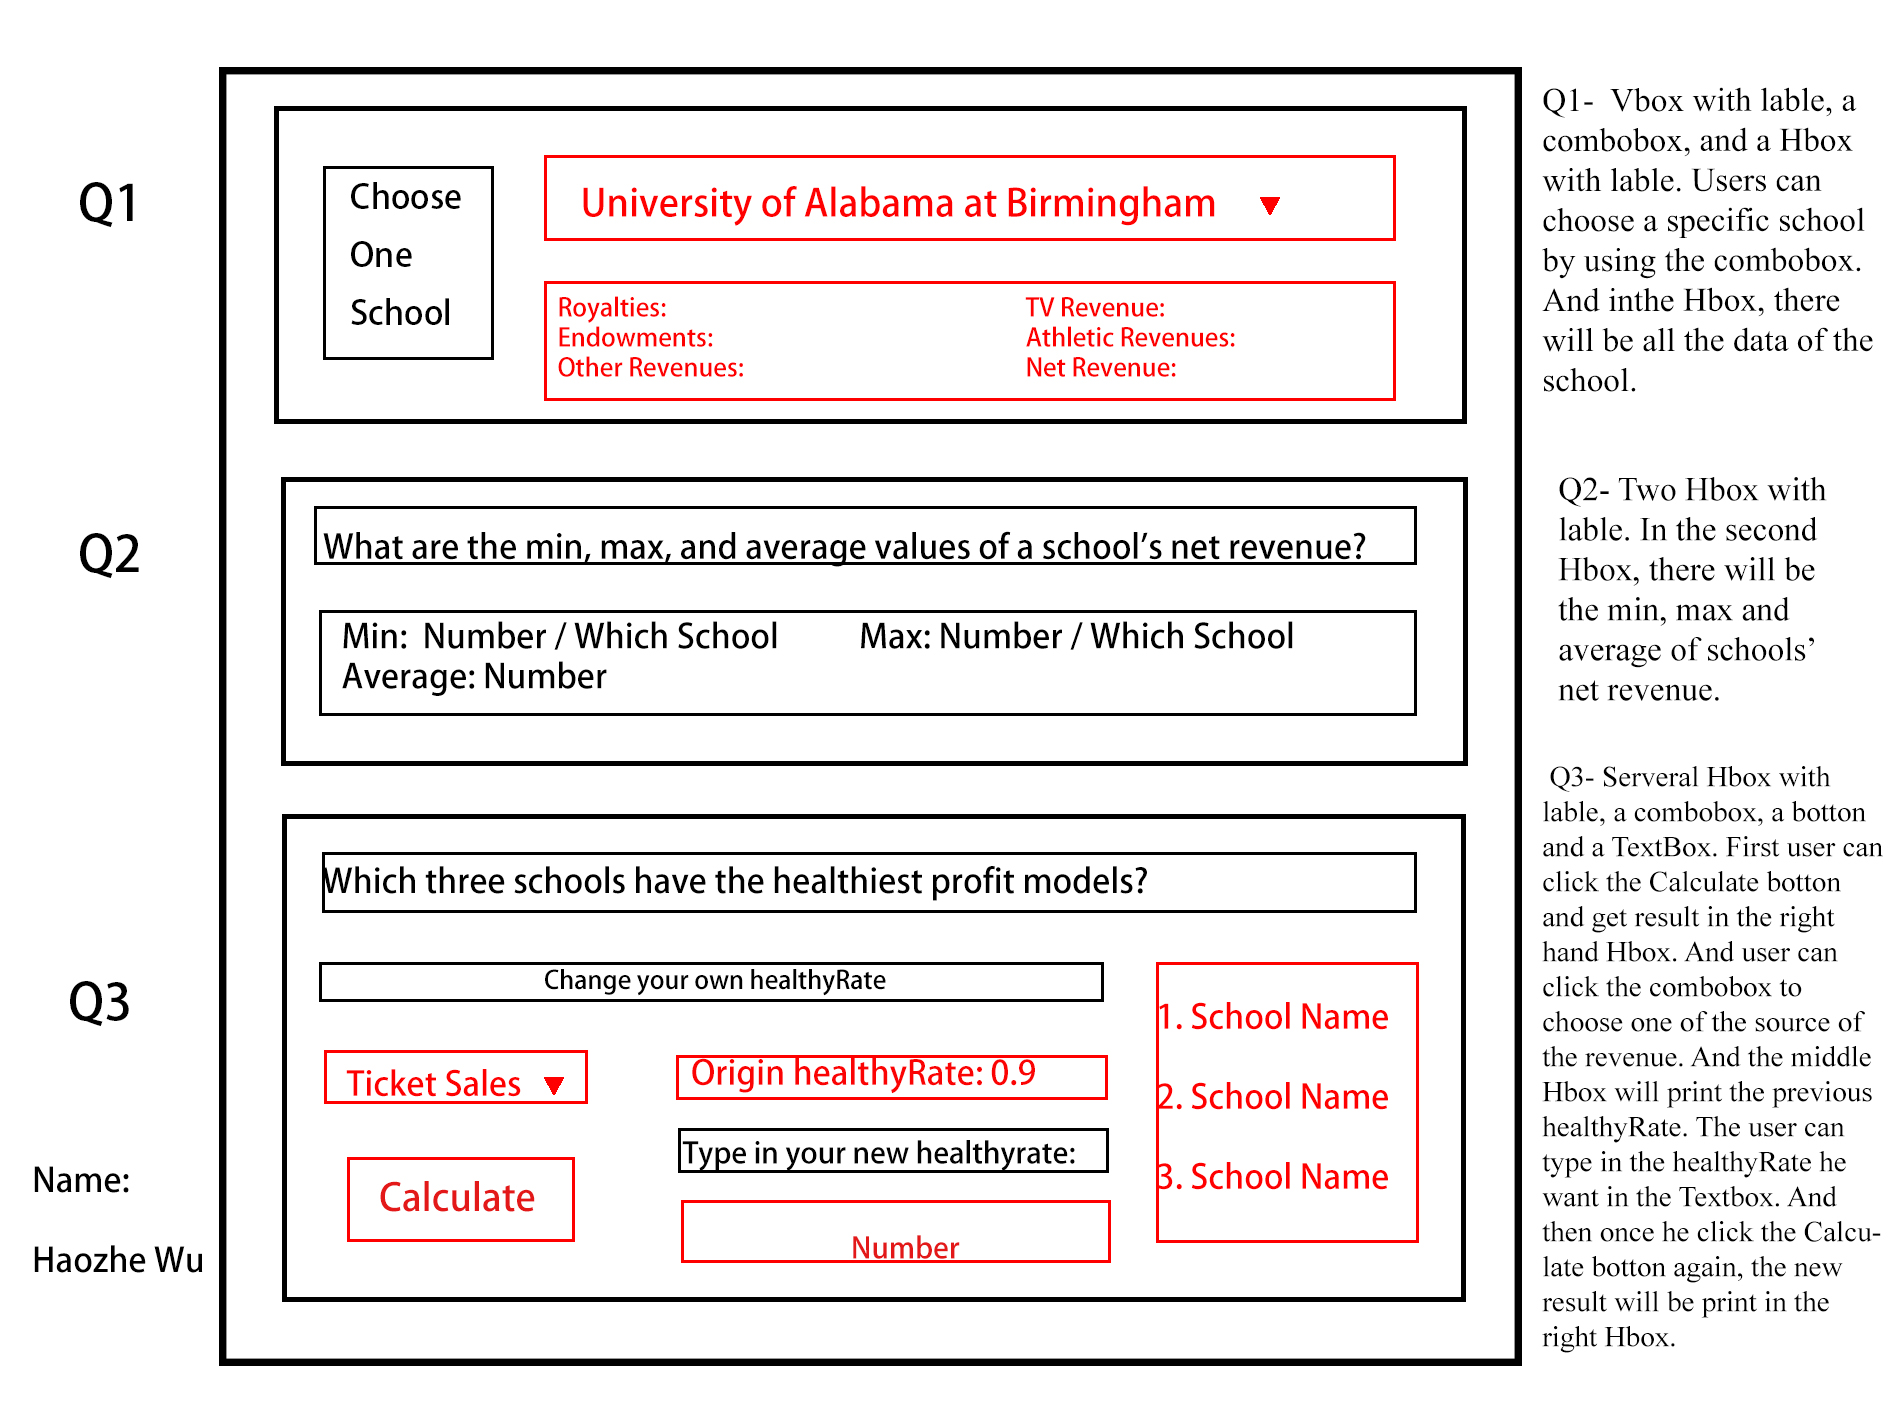 Q1
Choose
One
School
University of Alabama at Birmingham
Royalties:
Endowments:
Other Revenues:
TV Revenue:
Athletic Revenues:
Net Revenue:
Q1-  Vbox with lable, a
combobox, and a Hbox
with lable. Users can
choose a specific school
by using the combobox.
And inthe Hbox, there
will be all the data of the
school.
Q2
What are the min, max, and average values of a school’s net revenue?
Min:  Number / Which School
Max: Number / Which School
Average: Number
Q2- Two Hbox with
lable. In the second
Hbox, there will be
the min, max and
average of schools’
net revenue.
Q3
Which three schools have the healthiest profit models?
Change your own healthyRate
Ticket Sales
Calculate
Origin healthyRate: 0.9
Type in your new healthyrate:
Number
1. School Name
2. School Name
3. School Name
Q3- Serveral Hbox with
lable, a combobox, a botton
and a TextBox. First user can
click the Calculate botton
and get result in the right
hand Hbox. And user can
click the combobox to
choose one of the source of
the revenue. And the middle
Hbox will print the previous
healthyRate. The user can
type in the healthyRate he
want in the Textbox. And
then once he click the Calcu-
late botton again, the new
result will be print in the
right Hbox.
Name:
Haozhe Wu